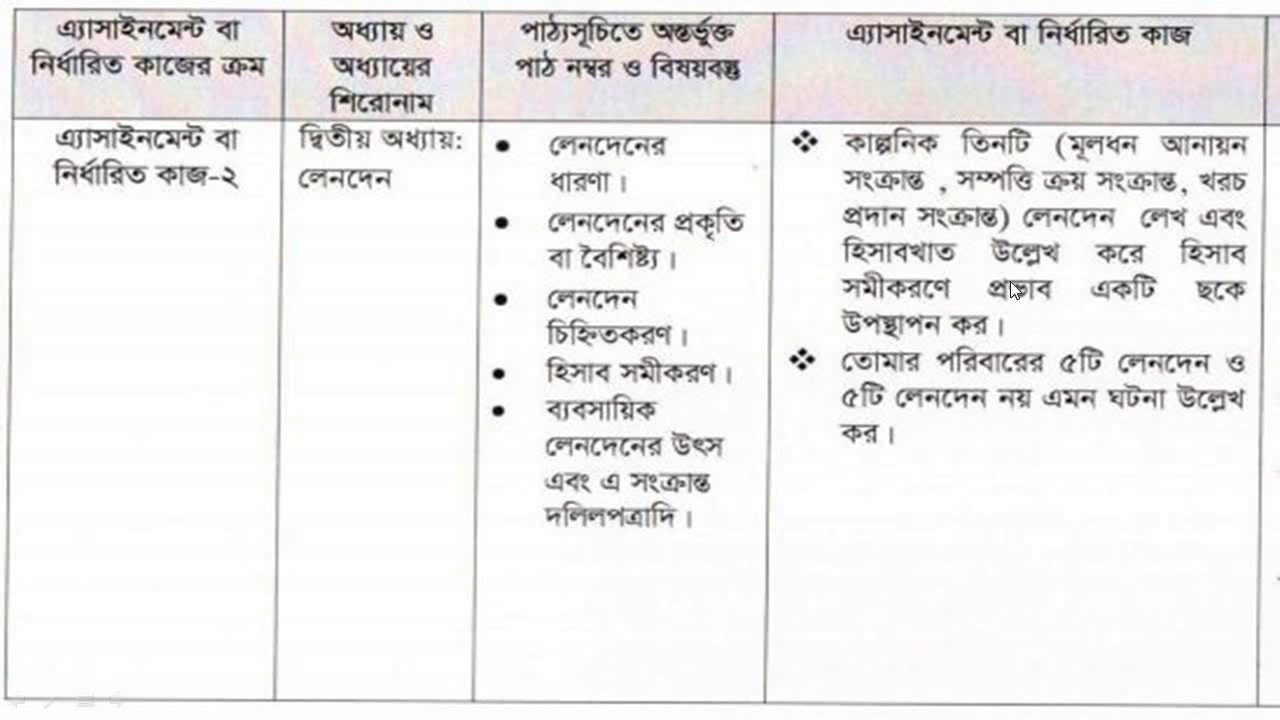 এ্যাসাইনমেন্ট বা
নির্ধারিত কাজের ক্রম
অধ্যায় ও
অধ্যায়ের
শিরোনাম
পাঠ্যসূচিতে অন্তর্ভুক্ত
পাঠ নম্বর ও বিষয়বস্তু
এ্যাসাইনমেন্ট বা নির্ধারিত কাজ
এ্যাসাইনমেন্ট বা
নির্ধারিত কাজ-২
দ্বিতীয় অধ্যায়:
লেনদেন
• লেনদেনের
ধারণা।
• লেনদেনের প্রকৃতি
বা বৈশিষ্ট্য।
• লেনদেন
চিহ্নিতকরণ।
• হিসাব সমীকরণ।
• ব্যবসায়িক
লেনদেনের উৎস
এবং এ সংক্রান্ত
দলিলপত্রাদি।
❖ কাল্পনিক তিনটি (মূলধন আনায়ন
সংক্রান্ত , সম্পত্তি ক্রয় সংক্রান্ত, খরচ
প্রদান সংক্রান্ত) লেনদেন লেখ এবং
হিসাবখাত উল্লেখ করে হিসাব
সমীকরণে প্রভাব একটি ছকে
উপস্থাপন কর।
❖ তোমার পরিবারের ৫টি লেনদেন ও
৫টি লেনদেন নয় এমন ঘটনা উল্লেখ
কর।